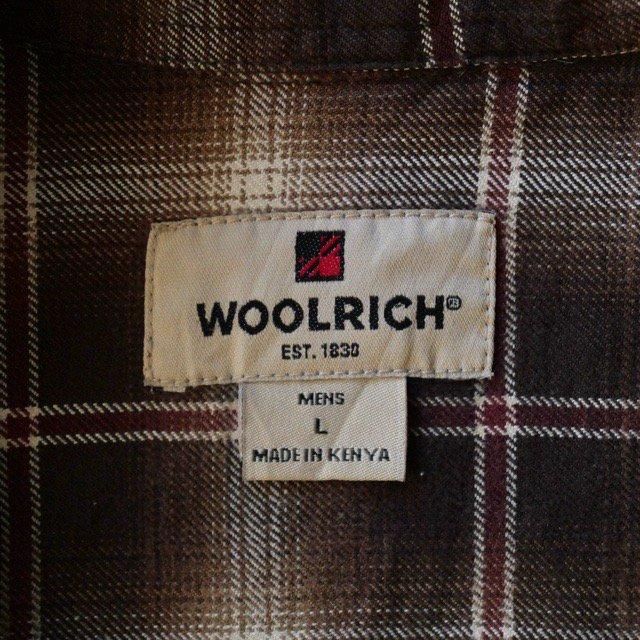 WOOLRICH®
EST. 1830
MENS
L
MADE IN KENYA